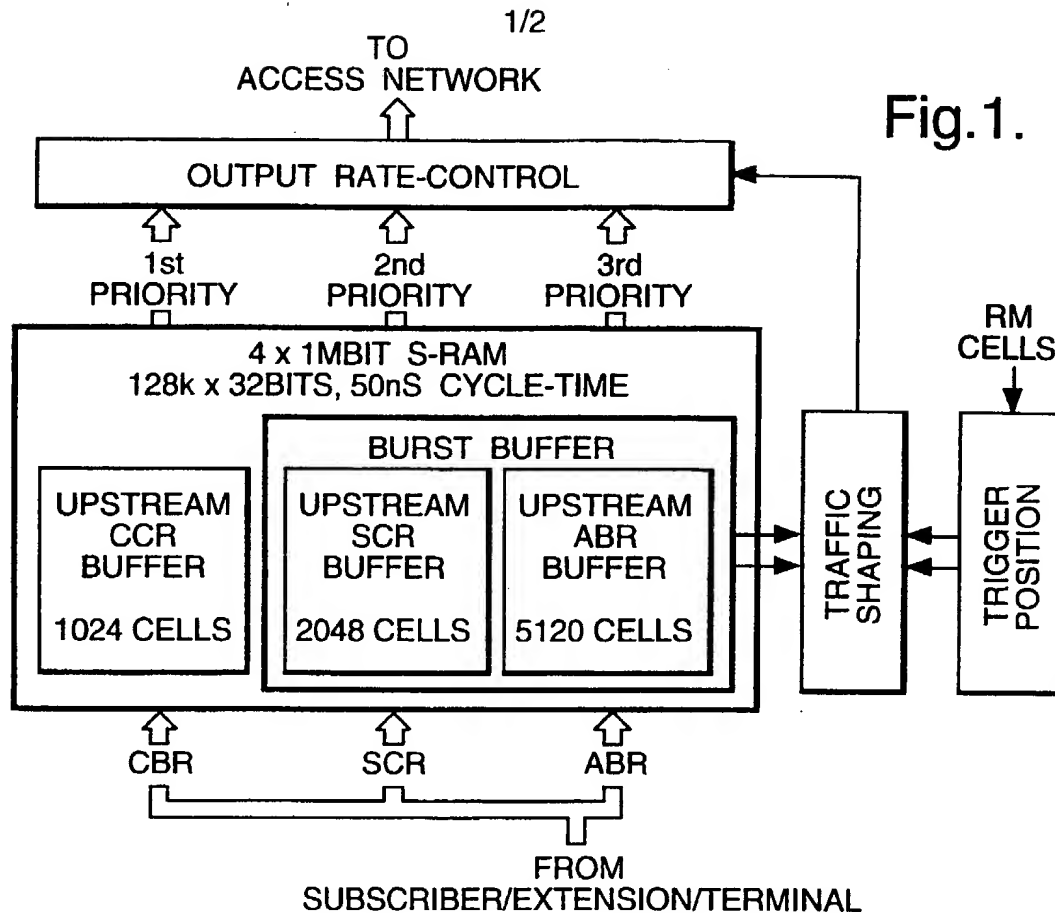 1/2
TO
ACCESS NETWORK
Fig.1.
OUTPUT RATE-CONTROL
1st
PRIORITY
2nd
PRIORITY
3rd
PRIORITY
RM
CELLS
4 x 1MBIT S-RAM
128k x 32BITS, 50nS CYCLE-TIME
BURST BUFFER
UPSTREAM
CCR
BUFFER
1024 CELLS
UPSTREAM
SCR
BUFFER
2048 CELLS
UPSTREAM
ABR
BUFFER
5120 CELLS
TRAFFIC
SHAPING
TRIGGER
POSITION
CBR
SCR
ABR
FROM
SUBSCRIBER/EXTENSION/TERMINAL